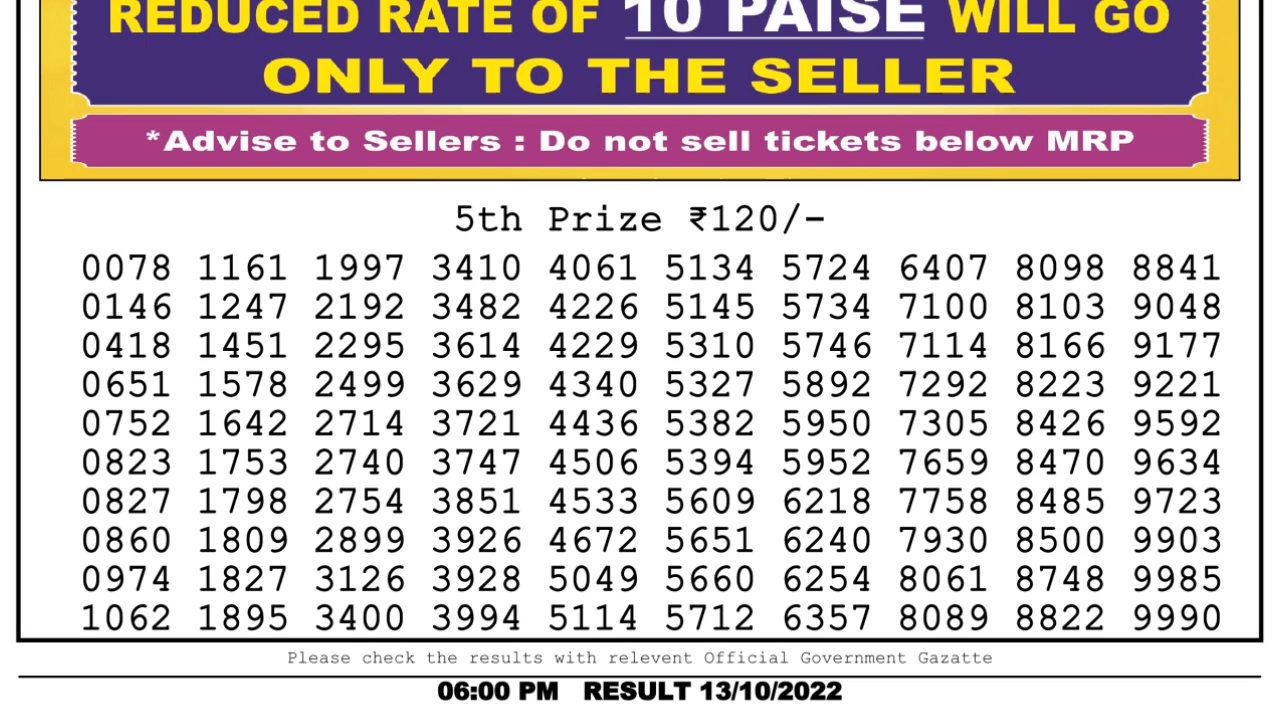 REDUCED RATE OF 10 PAISE WILL GO
ONLY TO THE SELLER
*Advise to Sellers : Do not sell tickets below MRP
5th Prize ₹120/-
0078 1161 1997 3410 4061 5134 5724 6407 8098 8841
0146 1247 2192 3482 4226 5145 5734 7100 8103 9048
0418 1451 2295 3614 4229 5310 5746 7114 8166 9177
0651 1578 2499 3629 4340 5327 5892 7292 8223 9221
0752 1642 2714 3721 4436 5382 5950 7305 8426 9592
0823 1753 2740 3747 4506 5394 5952 7659 8470 9634
0827 1798 2754 3851 4533 5609 6218 7758 8485 9723
0860 1809 2899 3926 4672 5651 6240 7930 8500 9903
0974 1827 3126 3928 5049 5660 6254 8061 8748 9985
1062 1895 3400 3994 5114 5712 6357 8089 8822 9990
Please check the results with relevent Official Government Gazatte
06:00 PM RESULT 13/10/2022